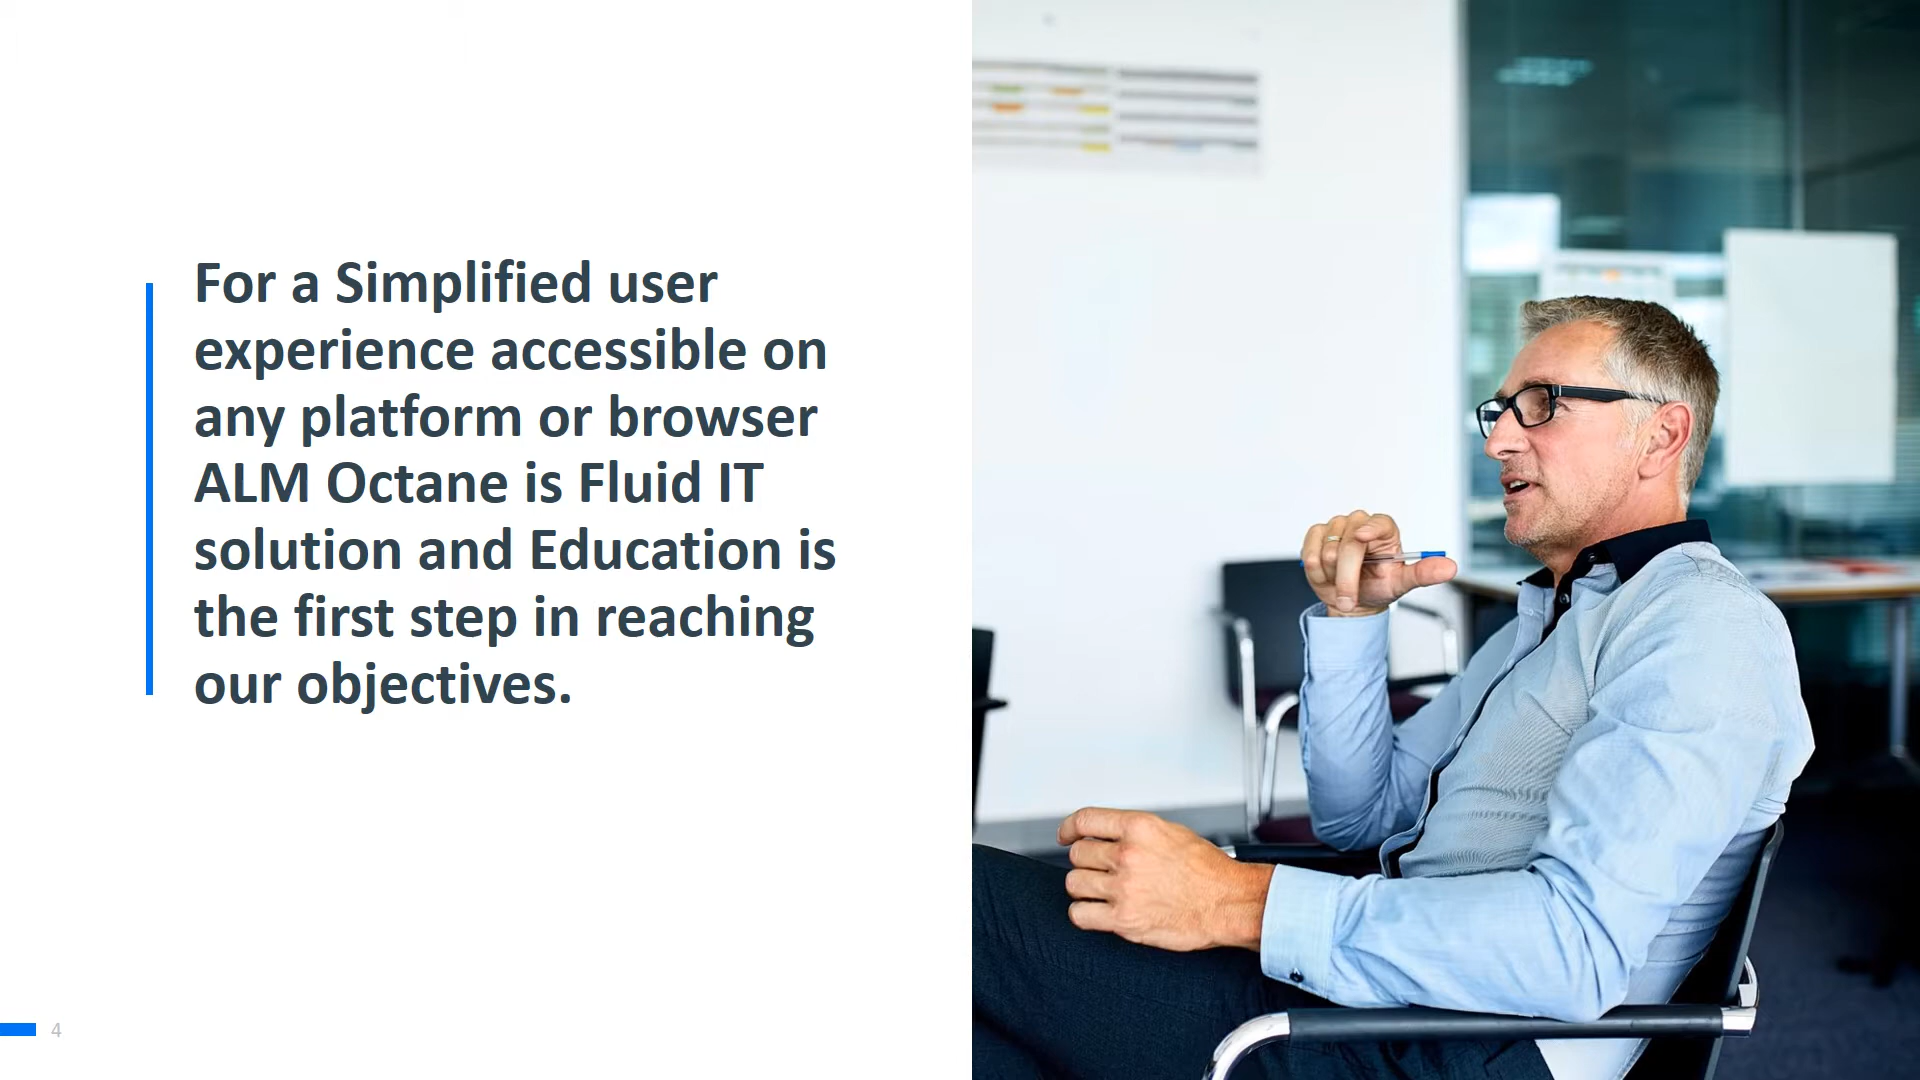 For a Simplified user
experience accessible on
any platform or browser
ALM Octane is Fluid IT
solution and Education is
the first step in reaching
our objectives.
4